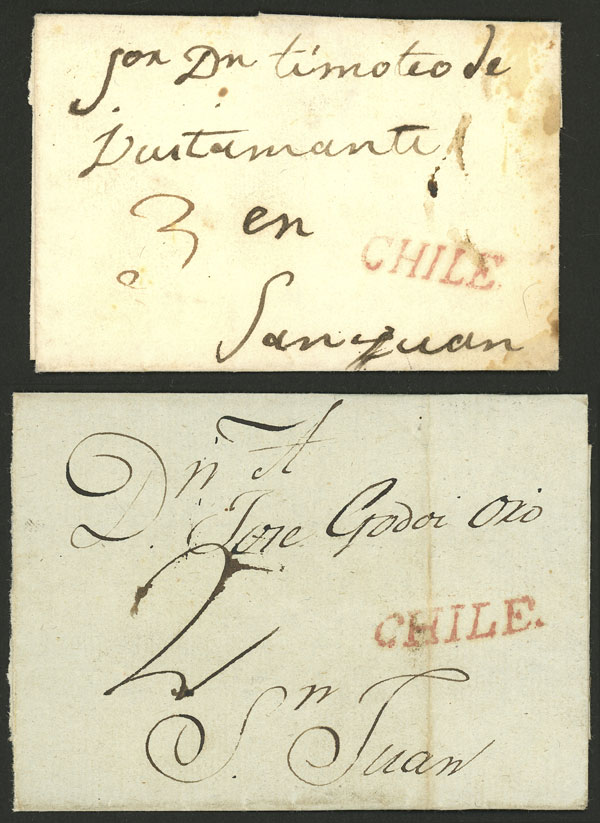 Son Dn timoteo de
bustamante
3 en
CHILE.
San Juan
Dn A
Jose Godoi Oro
2
CHILE.
Sn Juan